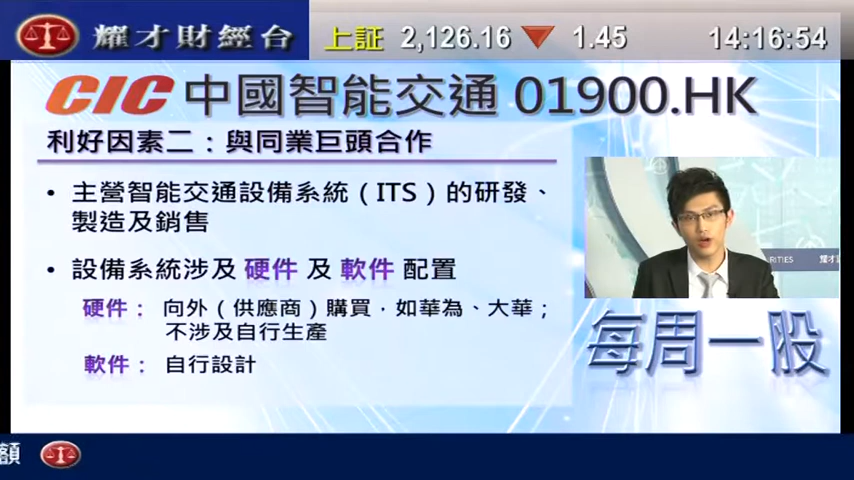 耀才財經台
上証 2,126.16 ▼ 1.45 14:16:54
CIC 中國智能交通 01900.HK
利好因素二：與同業巨頭合作
• 主營智能交通設備系統（ITS）的研發、
製造及銷售
• 設備系統涉及 硬件 及 軟件 配置
硬件： 向外（供應商）購買，如華為、大華；
不涉及自行生產
軟件： 自行設計
RITIES 耀才
每周一股
額